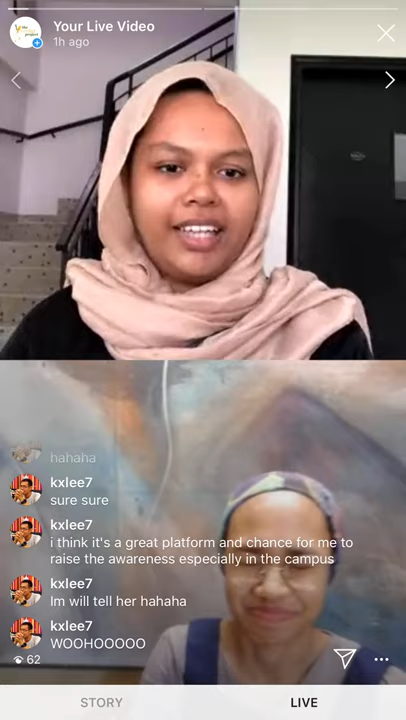 Your Live Video
1h ago
hahaha
kxlee7
sure sure
kxlee7
i think it's a great platform and chance for me to
raise the awareness especially in the campus
kxlee7
Im will tell her hahaha
kxlee7
WOOHOOOOO
62
STORY
LIVE